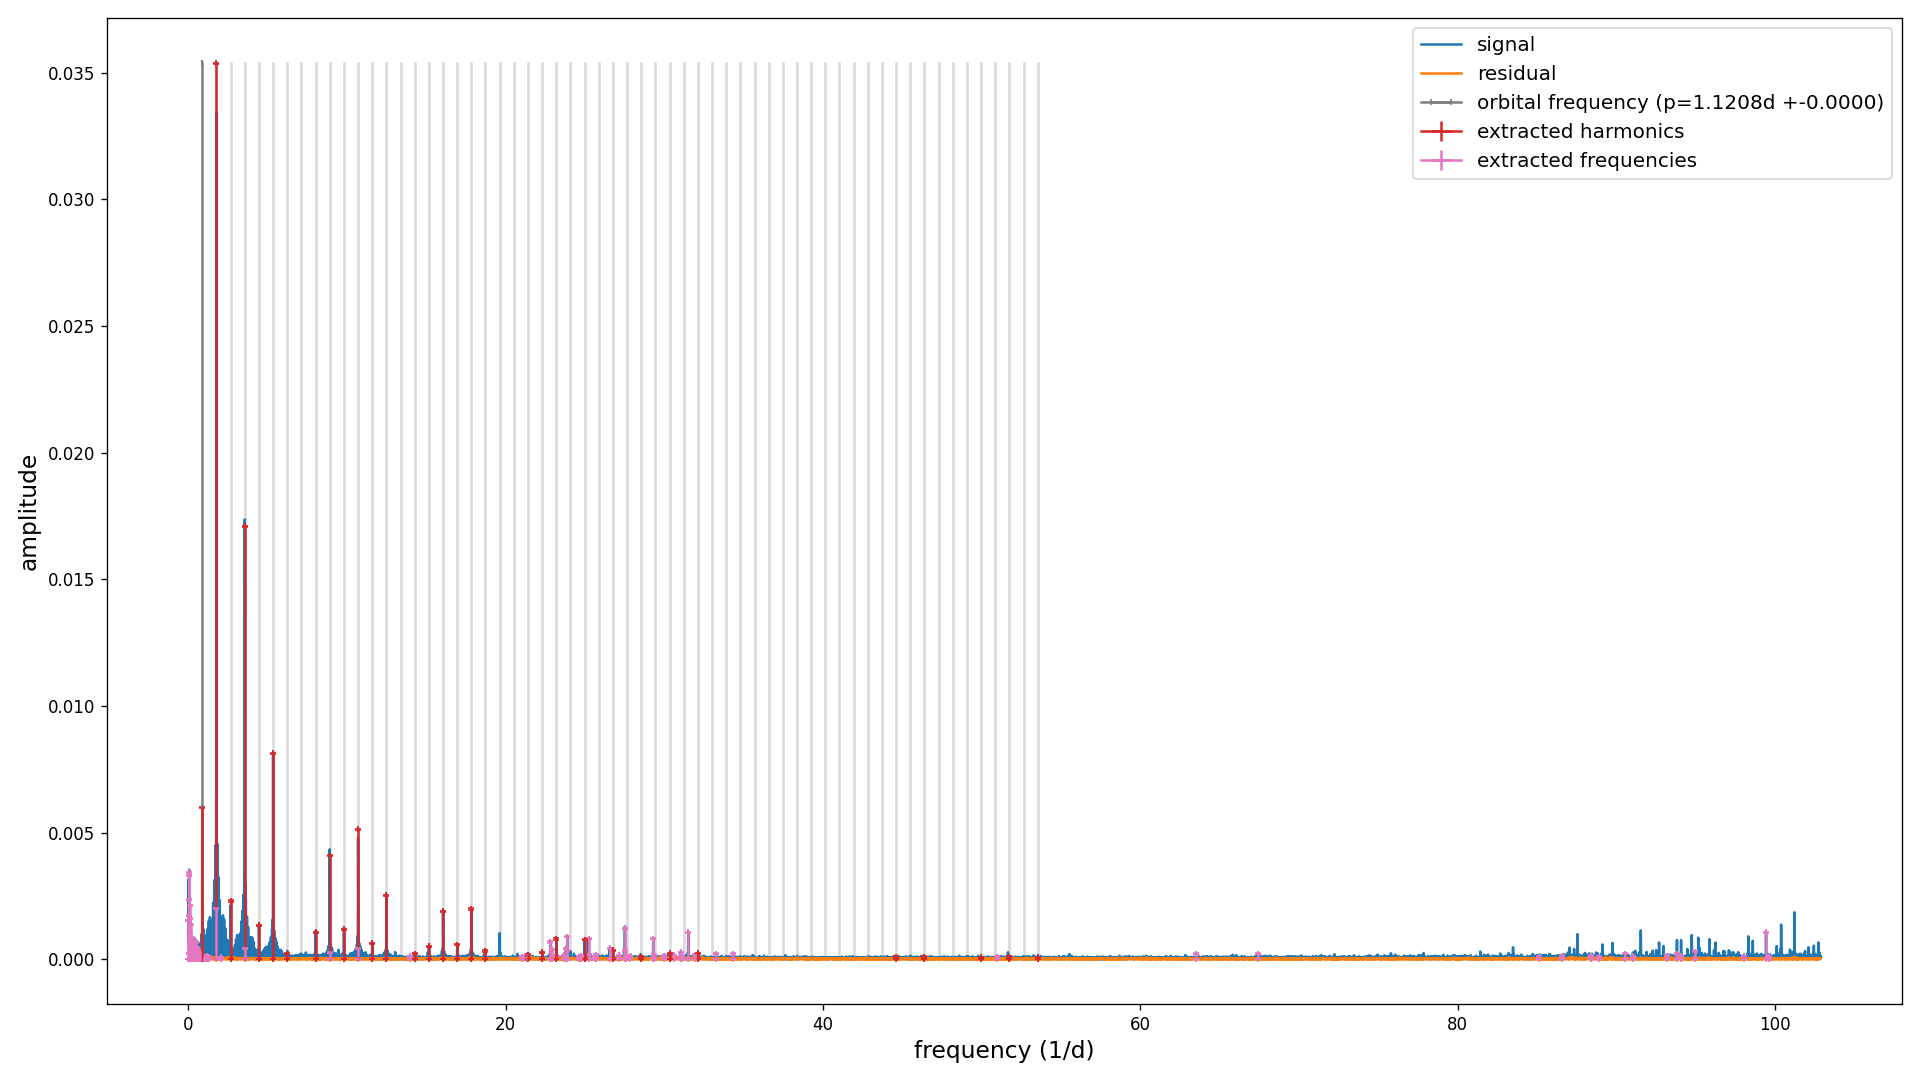 signal
residual
orbital frequency (p=1.1208d +-0.0000)
extracted harmonics
extracted frequencies
0.035
0.030
0.025
0.020
0.015
0.010
0.005
0.000
amplitude
0
20
40
60
80
100
frequency (1/d)